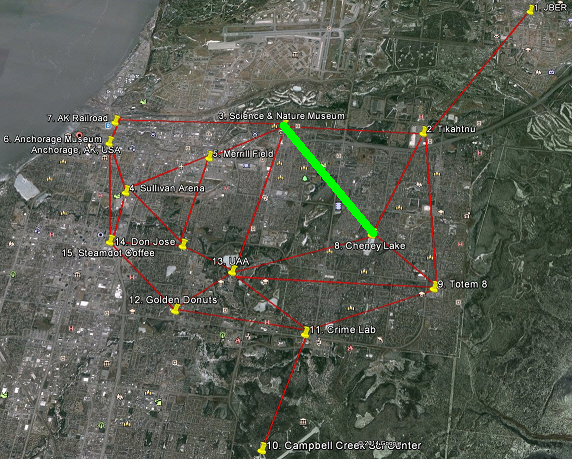 1. JBER
3. Science & Nature Museum
7. AK Railroad
2. Tikahtnu
6. Anchorage Museum
Anchorage, AK, USA
5. Merrill Field
4. Sullivan Arena
14. Don Jose
8. Cheney Lake
15. Steamdot Coffee
13. UAA
9. Totem 8
12. Golden Donuts
11. Crime Lab
10. Campbell Creek Sci Center